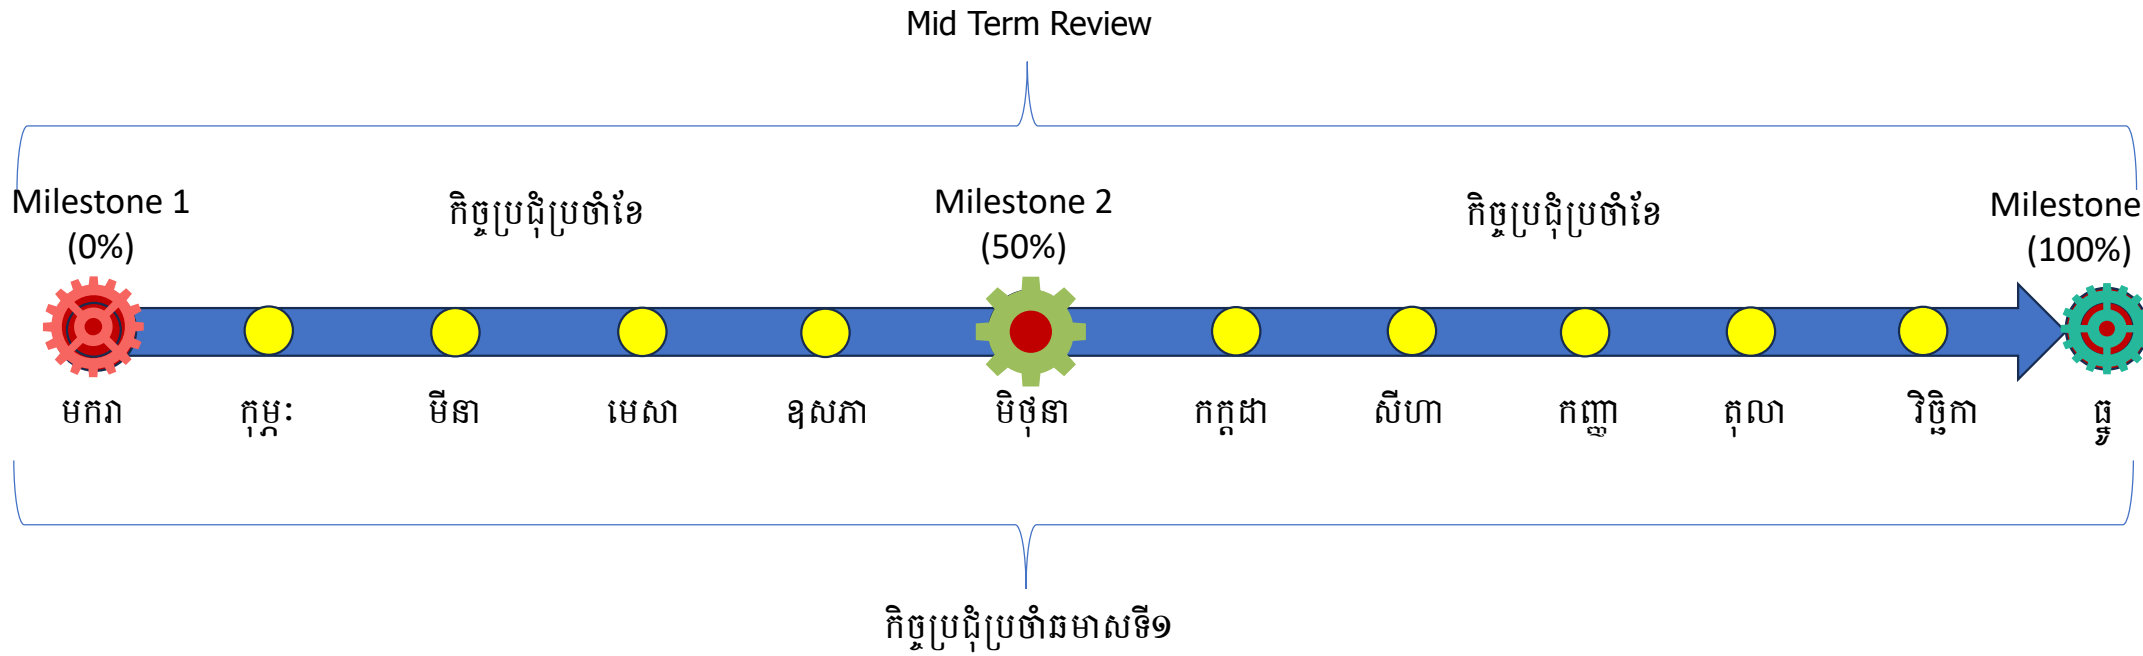 Mid Term Review
Milestone 1
(0%)
កិច្ចប្រជុំប្រចាំខែ
Milestone 2
(50%)
កិច្ចប្រជុំប្រចាំខែ
Milestone
(100%)
មករា កុម្ភៈ មីនា មេសា ឧសភា មិថុនា កក្កដា សីហា កញ្ញា តុលា វិច្ឆិកា ធ្នូ
កិច្ចប្រជុំប្រចាំឆមាសទី១